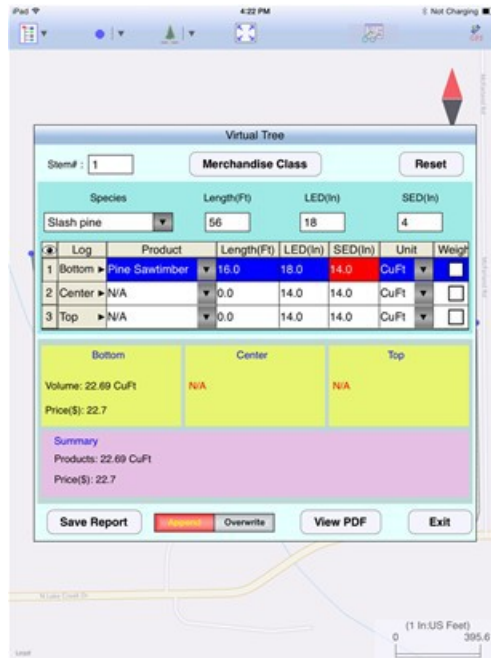 iPad 4:22 PM Not Charging
GPS
Virtual Tree
Stem# : 1 Merchandise Class Reset
Species Length(Ft) LED(In) SED(In)
Slash pine 56 18 4
Log Product Length(Ft) LED(In) SED(In) Unit Weigh
1 Bottom Pine Sawtimber 16.0 18.0 14.0 CuFt
2 Center N/A 0.0 14.0 14.0 CuFt
3 Top N/A 0.0 14.0 14.0 CuFt
Bottom Center Top
Volume: 22.69 CuFt N/A N/A
Price($): 22.7
Summary
Products: 22.69 CuFt
Price($): 22.7
Save Report Append Overwrite View PDF Exit
(1 In:US Feet)
0 395.6
Legal